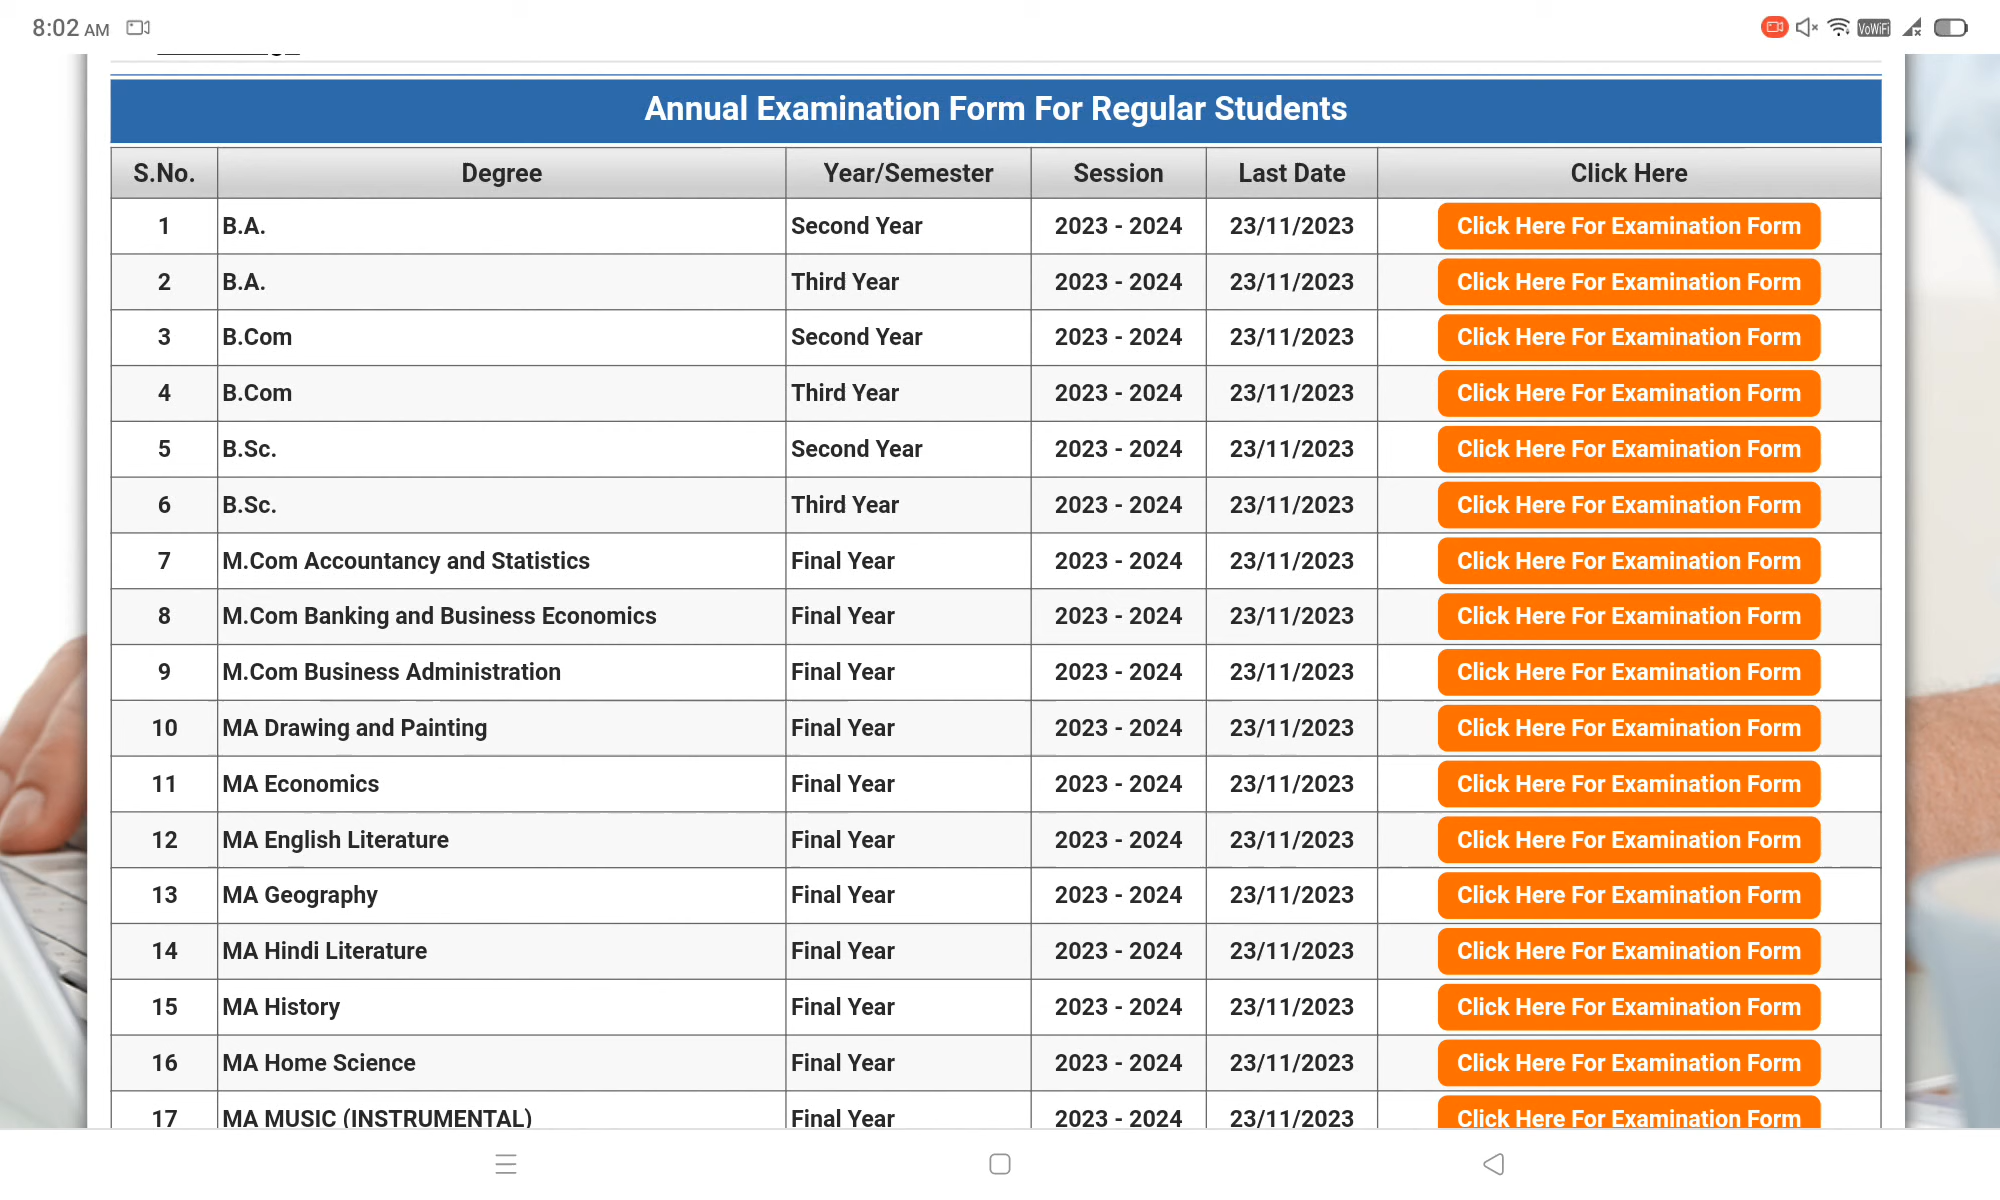 8:02 AM
VoWiFi
Annual Examination Form For Regular Students
S.No. Degree Year/Semester Session Last Date Click Here
1 B.A. Second Year 2023 - 2024 23/11/2023 Click Here For Examination Form
2 B.A. Third Year 2023 - 2024 23/11/2023 Click Here For Examination Form
3 B.Com Second Year 2023 - 2024 23/11/2023 Click Here For Examination Form
4 B.Com Third Year 2023 - 2024 23/11/2023 Click Here For Examination Form
5 B.Sc. Second Year 2023 - 2024 23/11/2023 Click Here For Examination Form
6 B.Sc. Third Year 2023 - 2024 23/11/2023 Click Here For Examination Form
7 M.Com Accountancy and Statistics Final Year 2023 - 2024 23/11/2023 Click Here For Examination Form
8 M.Com Banking and Business Economics Final Year 2023 - 2024 23/11/2023 Click Here For Examination Form
9 M.Com Business Administration Final Year 2023 - 2024 23/11/2023 Click Here For Examination Form
10 MA Drawing and Painting Final Year 2023 - 2024 23/11/2023 Click Here For Examination Form
11 MA Economics Final Year 2023 - 2024 23/11/2023 Click Here For Examination Form
12 MA English Literature Final Year 2023 - 2024 23/11/2023 Click Here For Examination Form
13 MA Geography Final Year 2023 - 2024 23/11/2023 Click Here For Examination Form
14 MA Hindi Literature Final Year 2023 - 2024 23/11/2023 Click Here For Examination Form
15 MA History Final Year 2023 - 2024 23/11/2023 Click Here For Examination Form
16 MA Home Science Final Year 2023 - 2024 23/11/2023 Click Here For Examination Form
17 MA MUSIC (INSTRUMENTAL) Final Year 2023 - 2024 23/11/2023 Click Here For Examination Form